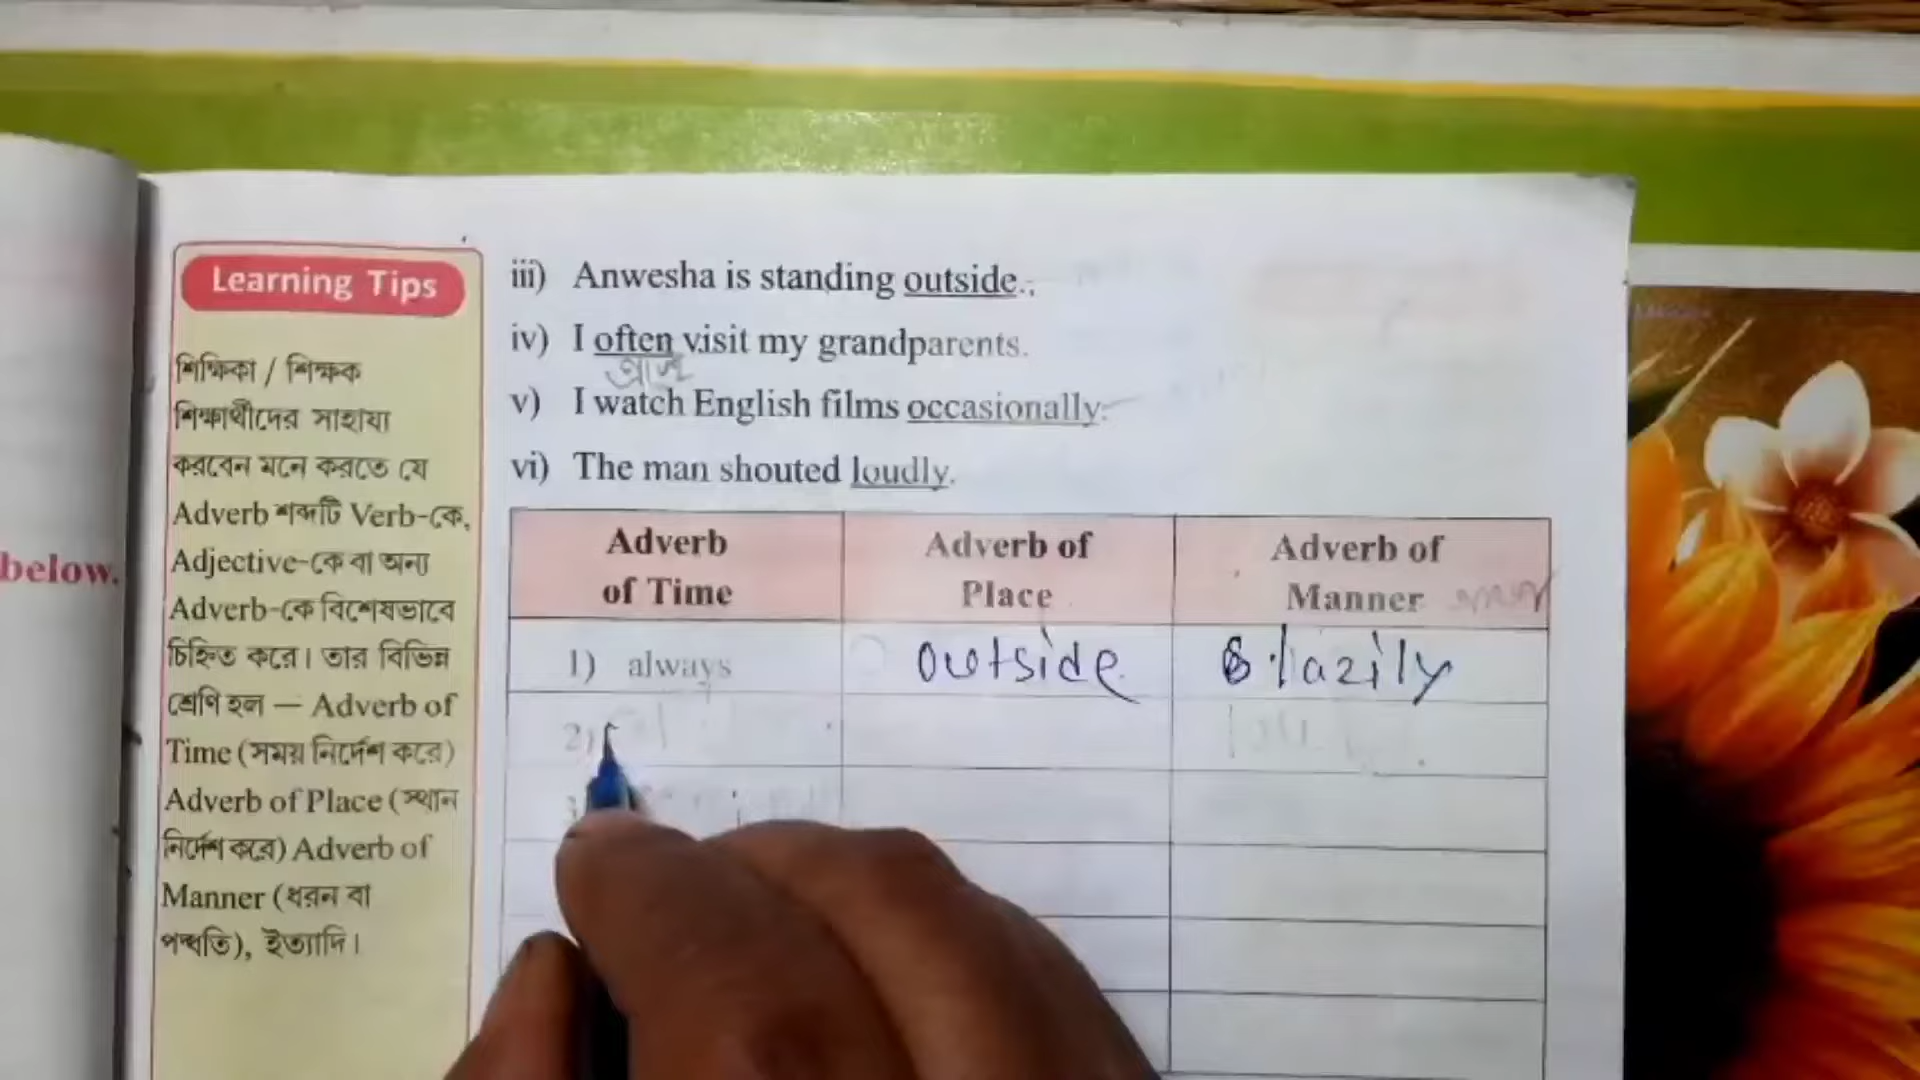 below.
Learning Tips
শিক্ষিকা / শিক্ষক
শিক্ষার্থীদের সাহায্য
করবেন মনে করতে যে
Adverb শব্দটি Verb-কে,
Adjective-কে বা অন্য
Adverb-কে বিশেষভাবে
চিহ্নিত করে। তার বিভিন্ন
শ্রেণি হল — Adverb of
Time (সময় নির্দেশ করে)
Adverb of Place (স্থান
নির্দেশ করে) Adverb of
Manner (ধরন বা
পদ্ধতি), ইত্যাদি।
iii) Anwesha is standing outside.
iv) I often visit my grandparents.
v) I watch English films occasionally.
vi) The man shouted loudly.
Adverb of Time
Adverb of Place
Adverb of Manner
1) always
outside
lazily
2)